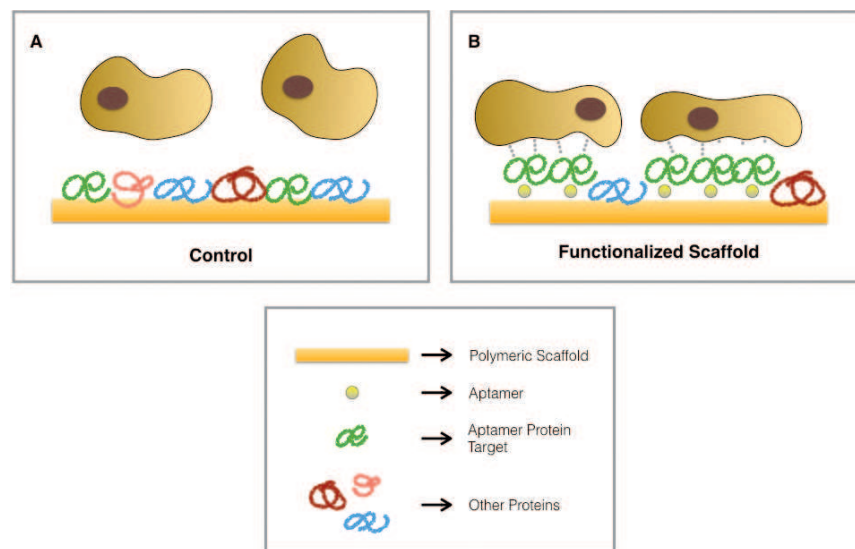 A
Control
B
Functionalized Scaffold
Polymeric Scaffold
Aptamer
Aptamer Protein
Target
Other Proteins